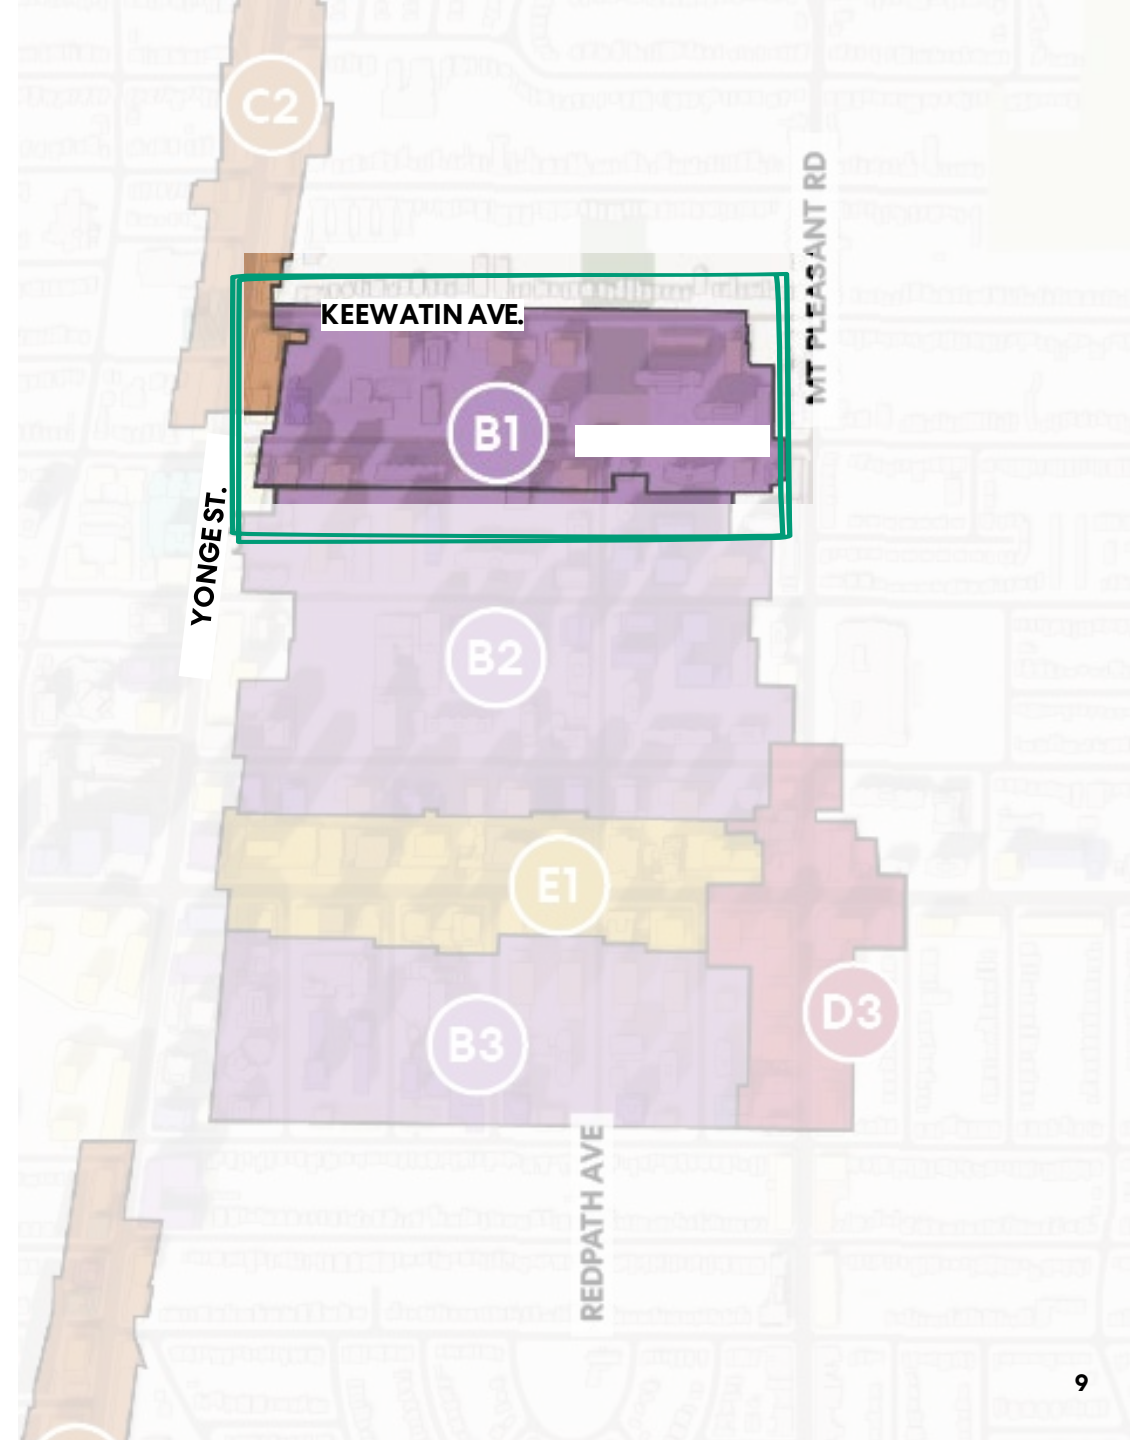 C2
MT PLEASANT RD
KEEWATIN AVE.
B1
YONGE ST.
B2
E1
D3
B3
REDPATH AVE
9